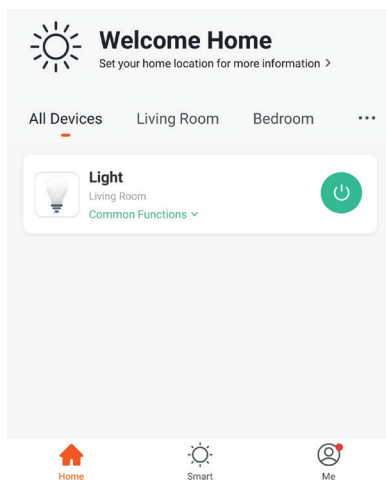 Welcome Home
Set your home location for more information >
All Devices Living Room Bedroom ...
Light
Living Room
Common Functions
Home Smart Me